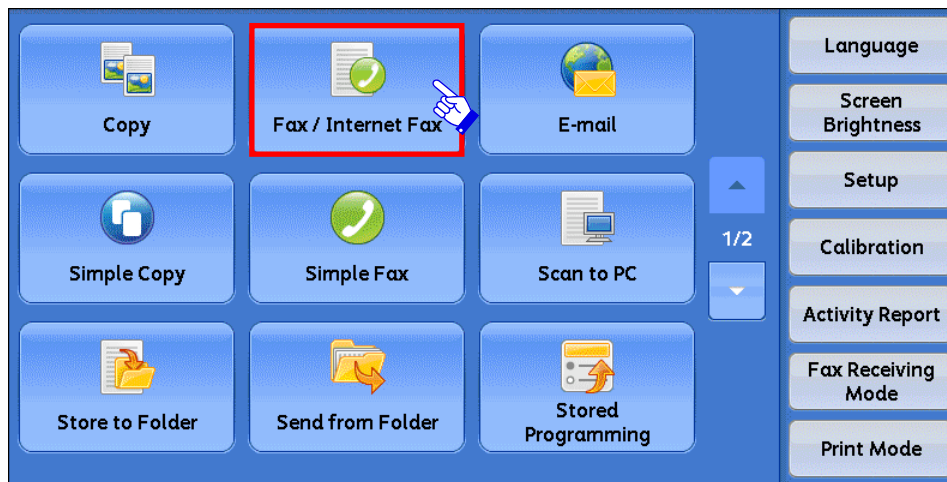 Copy
Fax / Internet Fax
E-mail
Simple Copy
Simple Fax
Scan to PC
Store to Folder
Send from Folder
Stored
Programming
1/2
Language
Screen
Brightness
Setup
Calibration
Activity Report
Fax Receiving
Mode
Print Mode